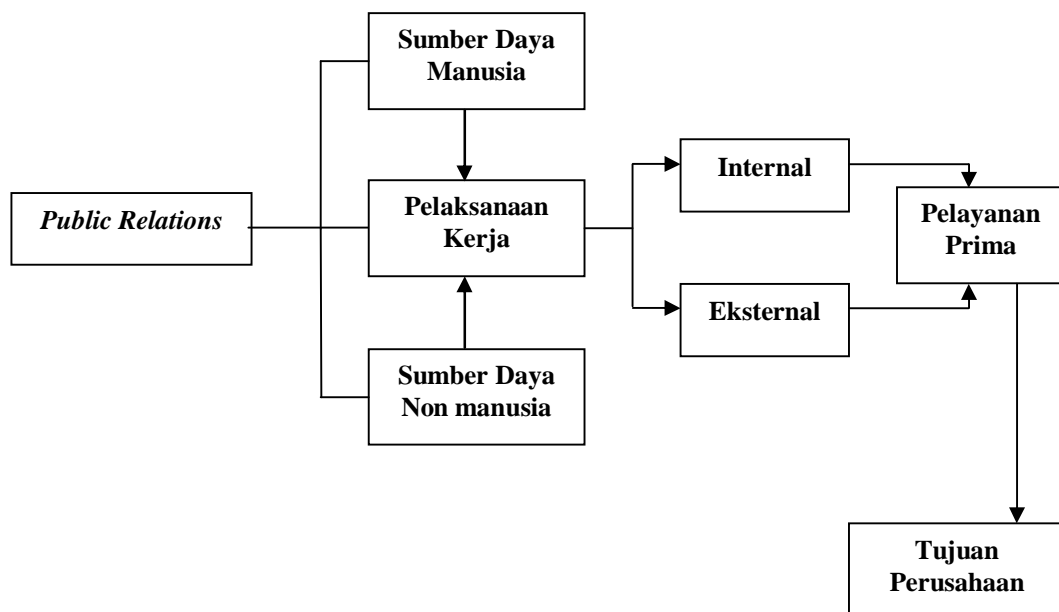 Sumber Daya
Manusia
Public Relations
Pelaksanaan
Kerja
Sumber Daya
Non manusia
Internal
Eksternal
Pelayanan
Prima
Tujuan
Perusahaan